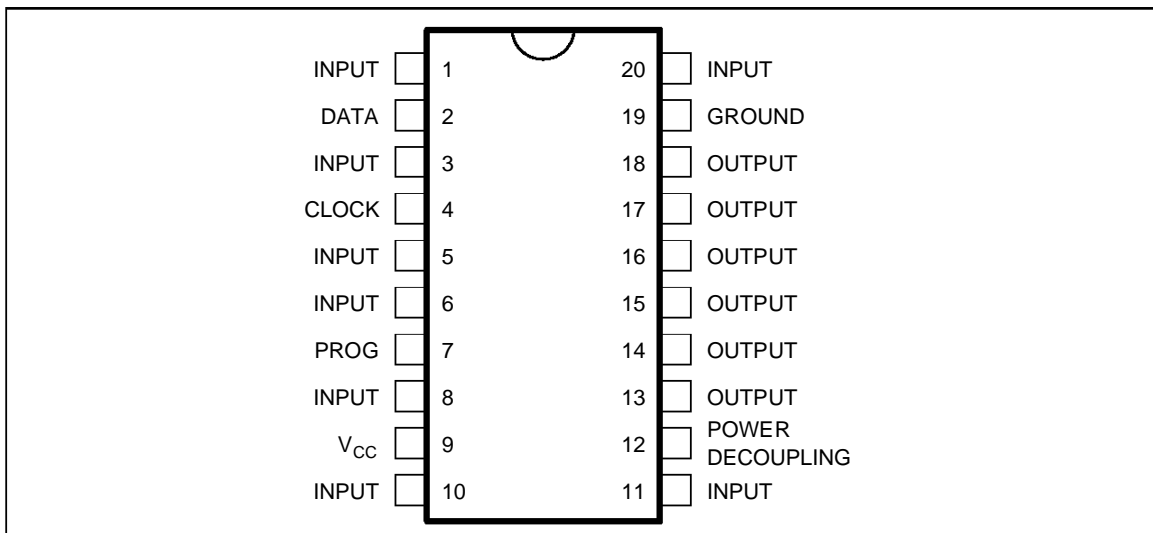 INPUT 1 20 INPUT
DATA 2 19 GROUND
INPUT 3 18 OUTPUT
CLOCK 4 17 OUTPUT
INPUT 5 16 OUTPUT
INPUT 6 15 OUTPUT
PROG 7 14 OUTPUT
INPUT 8 13 OUTPUT
VCC 9 12 POWER
DECOUPLING
INPUT 10 11 INPUT